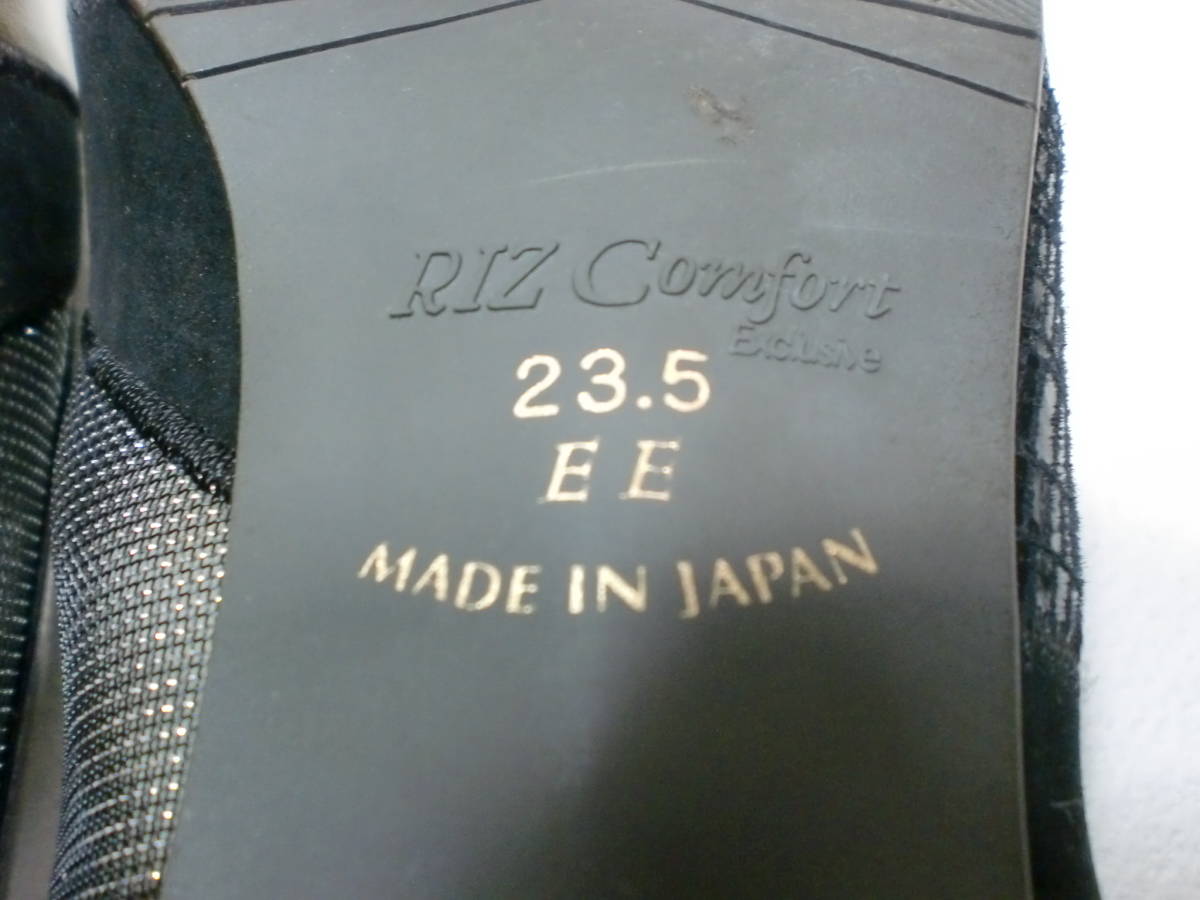 RIZ Comfort
Exclusive
23.5
EE
MADE IN JAPAN